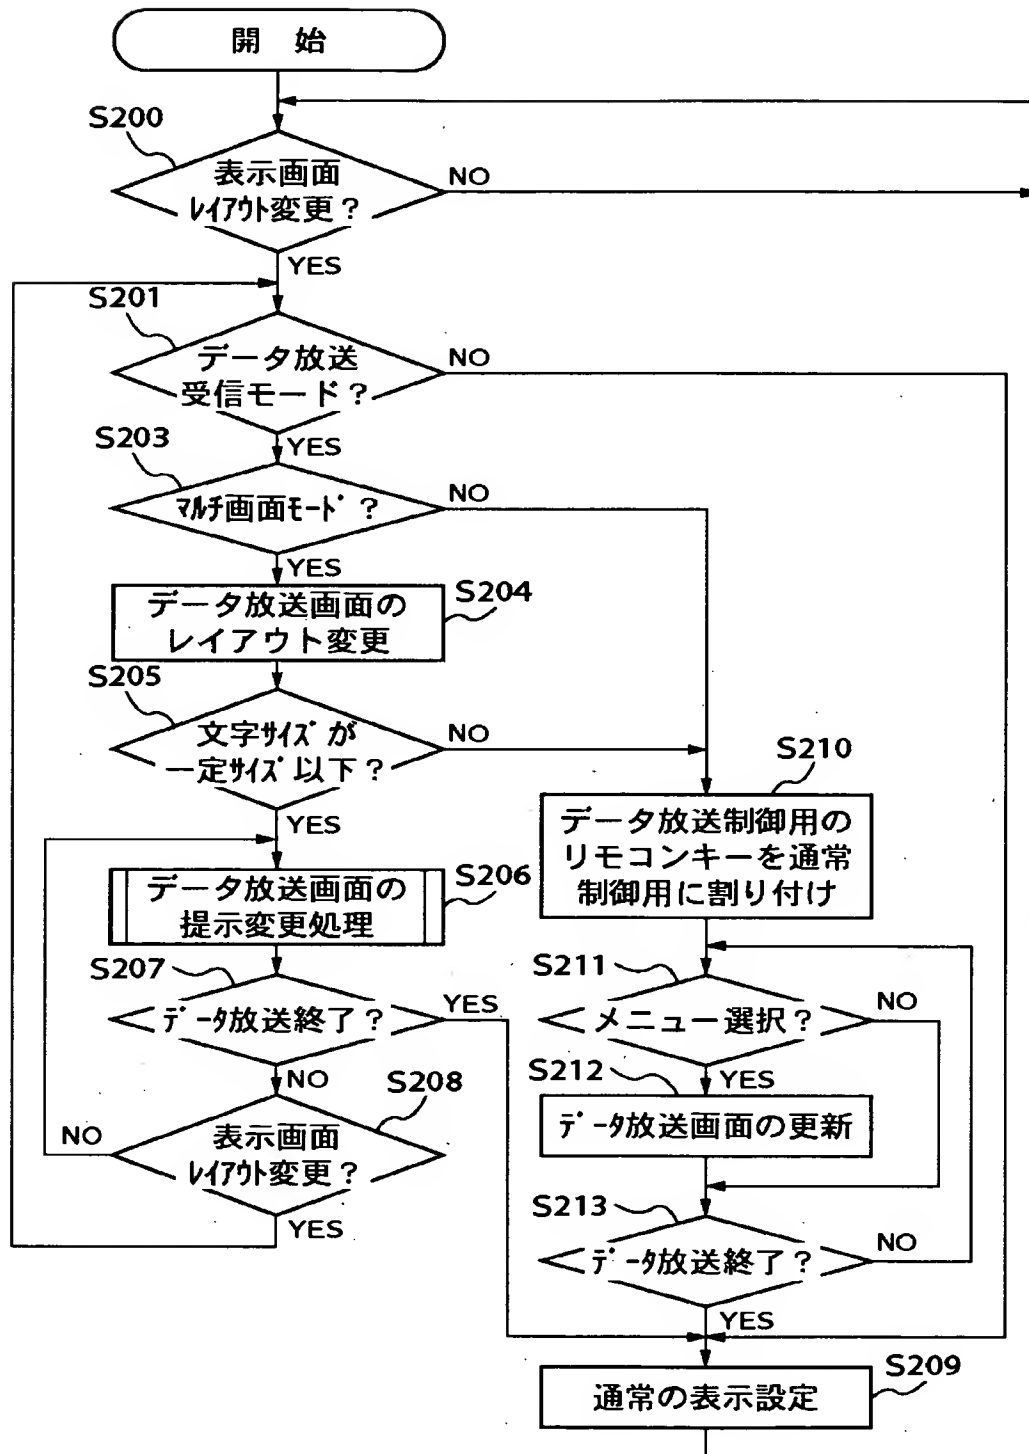 開 始
S200
表示画面
レイアウト変更?
NO
YES
S201
データ放送
受信モード?
NO
YES
S203
マルチ画面モード?
NO
YES
データ放送画面の
レイアウト変更
S204
S205
文字サイズが
一定サイズ以下?
NO
YES
S210
データ放送制御用の
リモコンキーを通常
制御用に割り付け
データ放送画面の
提示変更処理
S206
S207
データ放送終了?
YES
NO
S211
メニュー選択?
NO
YES
S208
表示画面
レイアウト変更?
NO
YES
S212
データ放送画面の更新
S213
データ放送終了?
NO
YES
S209
通常の表示設定